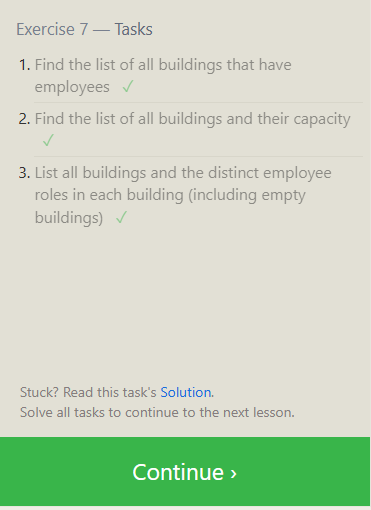 Exercise 7 — Tasks
1. Find the list of all buildings that have
employees ✓
2. Find the list of all buildings and their capacity
✓
3. List all buildings and the distinct employee
roles in each building (including empty
buildings) ✓
Stuck? Read this task's Solution.
Solve all tasks to continue to the next lesson.
Continue ›